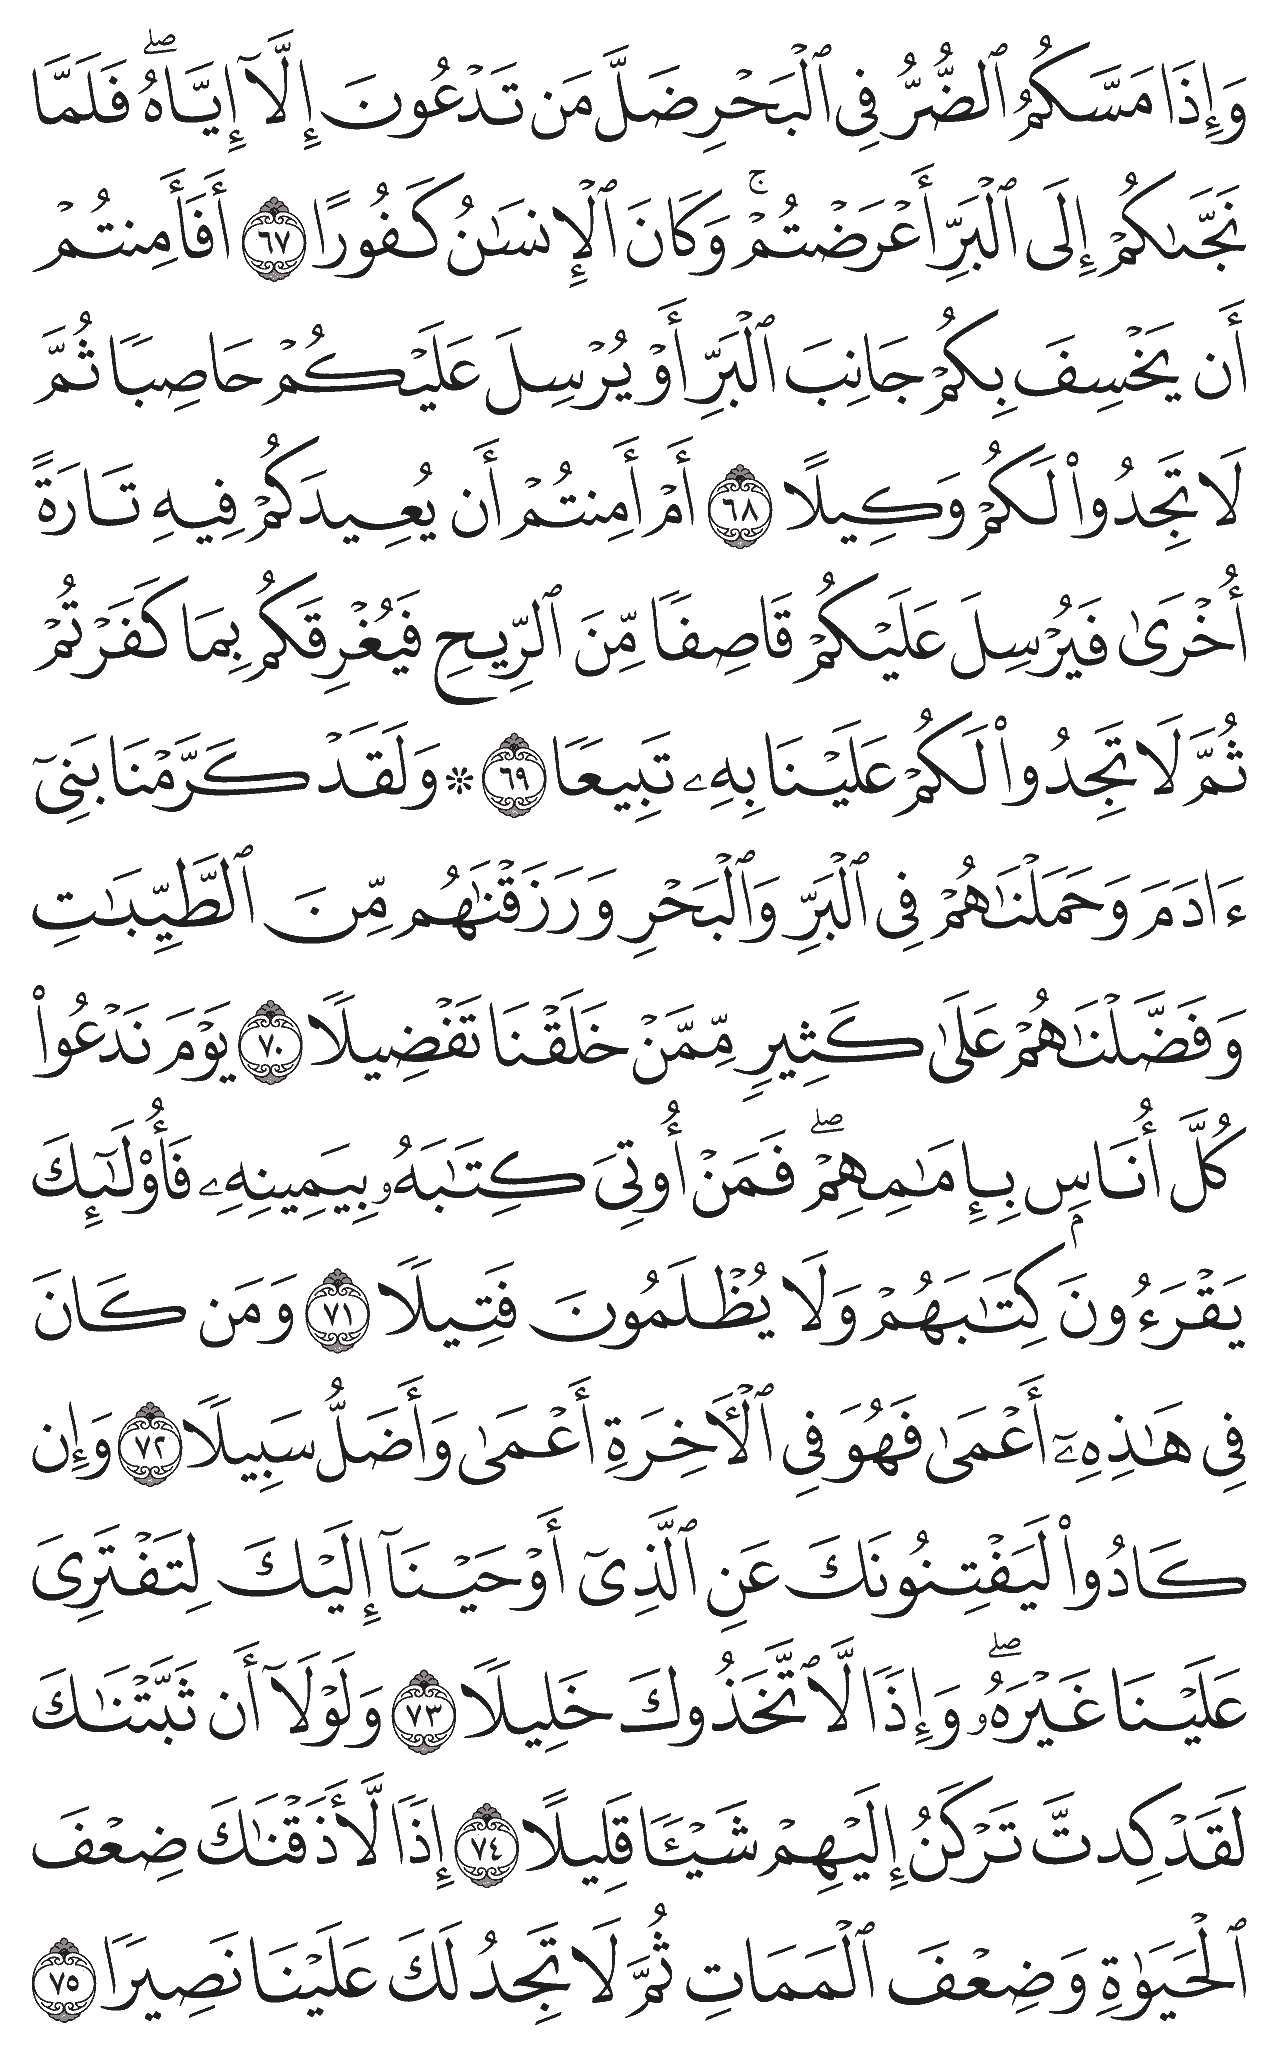 وَإِذَا مَسَّكُمُ ٱلضُّرُّ فِي ٱلۡبَحۡرِ ضَلَّ مَن تَدۡعُونَ إِلَّآ إِيَّاهُۖ فَلَمَّا
نَجَّىٰكُمۡ إِلَى ٱلۡبَرِّ أَعۡرَضۡتُمۡۚ وَكَانَ ٱلۡإِنسَٰنُ كَفُورًا ٦٧ أَفَأَمِنتُمۡ
أَن يَخۡسِفَ بِكُمۡ جَانِبَ ٱلۡبَرِّ أَوۡ يُرۡسِلَ عَلَيۡكُمۡ حَاصِبٗا ثُمَّ
لَا تَجِدُواْ لَكُمۡ وَكِيلًا ٦٨ أَمۡ أَمِنتُمۡ أَن يُعِيدَكُمۡ فِيهِ تَارَةً
أُخۡرَىٰ فَيُرۡسِلَ عَلَيۡكُمۡ قَاصِفٗا مِّنَ ٱلرِّيحِ فَيُغۡرِقَكُم بِمَا كَفَرۡتُمۡ
ثُمَّ لَا تَجِدُواْ لَكُمۡ عَلَيۡنَا بِهِۦ تَبِيعٗا ٦٩ ۞ وَلَقَدۡ كَرَّمۡنَا بَنِيٓ
ءَادَمَ وَحَمَلۡنَٰهُمۡ فِي ٱلۡبَرِّ وَٱلۡبَحۡرِ وَرَزَقۡنَٰهُم مِّنَ ٱلطَّيِّبَٰتِ
وَفَضَّلۡنَٰهُمۡ عَلَىٰ كَثِيرٖ مِّمَّنۡ خَلَقۡنَا تَفۡضِيلٗا ٧٠ يَوۡمَ نَدۡعُواْ
كُلَّ أُنَاسِۭ بِإِمَٰمِهِمۡۖ فَمَنۡ أُوتِيَ كِتَٰبَهُۥ بِيَمِينِهِۦ فَأُوْلَٰٓئِكَ
يَقۡرَءُونَ كِتَٰبَهُمۡ وَلَا يُظۡلَمُونَ فَتِيلٗا ٧١ وَمَن كَانَ
فِي هَٰذِهِۦٓ أَعۡمَىٰ فَهُوَ فِي ٱلۡأٓخِرَةِ أَعۡمَىٰ وَأَضَلُّ سَبِيلٗا ٧٢ وَإِن
كَادُواْ لَيَفۡتِنُونَكَ عَنِ ٱلَّذِيٓ أَوۡحَيۡنَآ إِلَيۡكَ لِتَفۡتَرِيَ
عَلَيۡنَا غَيۡرَهُۥۖ وَإِذٗا لَّٱتَّخَذُوكَ خَلِيلٗا ٧٣ وَلَوۡلَآ أَن ثَبَّتۡنَٰكَ
لَقَدۡ كِدتَّ تَرۡكَنُ إِلَيۡهِمۡ شَيۡـٔٗا قَلِيلًا ٧٤ إِذٗا لَّأَذَقۡنَٰكَ ضِعۡفَ
ٱلۡحَيَوٰةِ وَضِعۡفَ ٱلۡمَمَاتِ ثُمَّ لَا تَجِدُ لَكَ عَلَيۡنَا نَصِيرٗا ٧٥